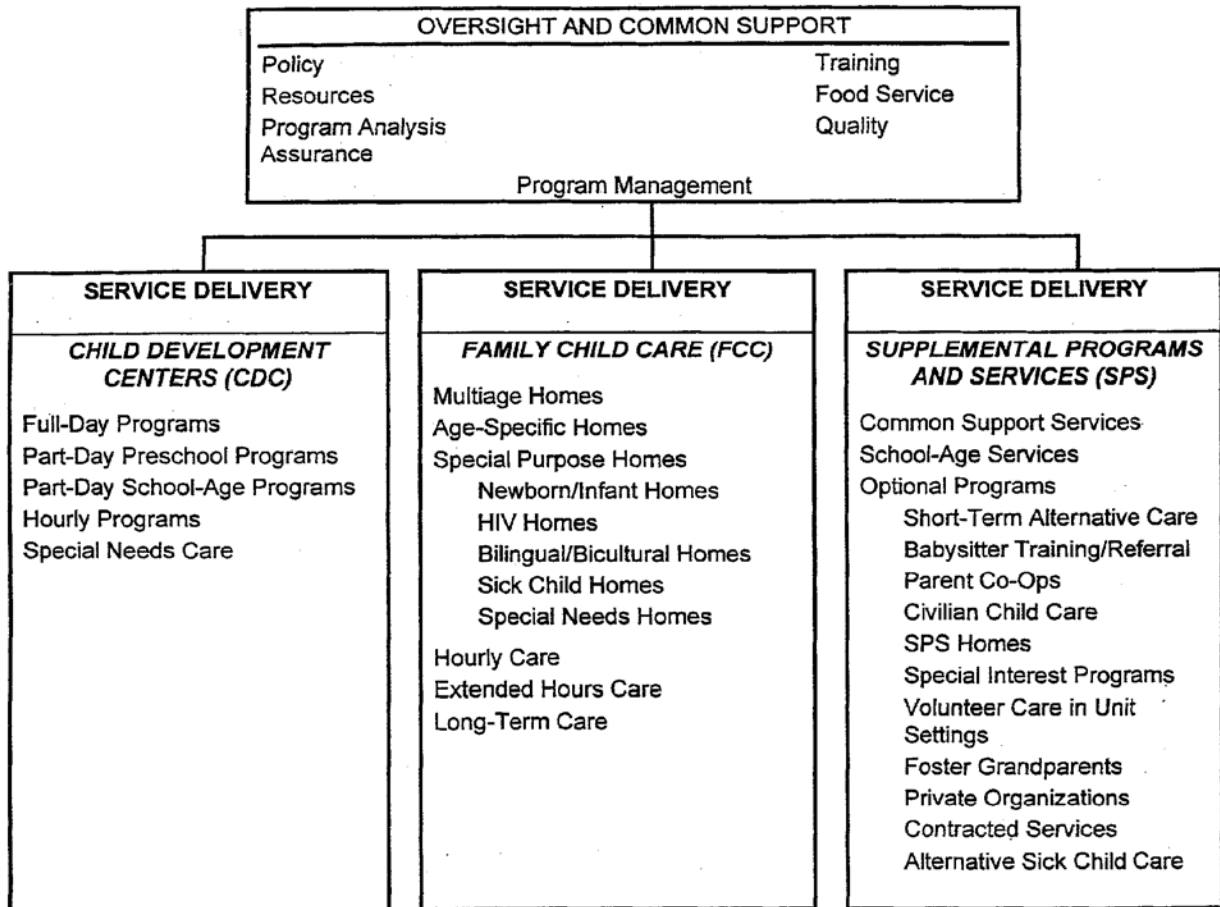 OVERSIGHT AND COMMON SUPPORT
Policy
Training
Resources
Food Service
Program Analysis
Quality
Assurance
Program Management
SERVICE DELIVERY
CHILD DEVELOPMENT
CENTERS (CDC)
Full-Day Programs
Part-Day Preschool Programs
Part-Day School-Age Programs
Hourly Programs
Special Needs Care
SERVICE DELIVERY
FAMILY CHILD CARE (FCC)
Multiage Homes
Age-Specific Homes
Special Purpose Homes
Newborn/Infant Homes
HIV Homes
Bilingual/Bicultural Homes
Sick Child Homes
Special Needs Homes
Hourly Care
Extended Hours Care
Long-Term Care
SERVICE DELIVERY
SUPPLEMENTAL PROGRAMS
AND SERVICES (SPS)
Common Support Services
School-Age Services
Optional Programs
Short-Term Alternative Care
Babysitter Training/Referral
Parent Co-Ops
Civilian Child Care
SPS Homes
Special Interest Programs
Volunteer Care in Unit
Settings
Foster Grandparents
Private Organizations
Contracted Services
Alternative Sick Child Care